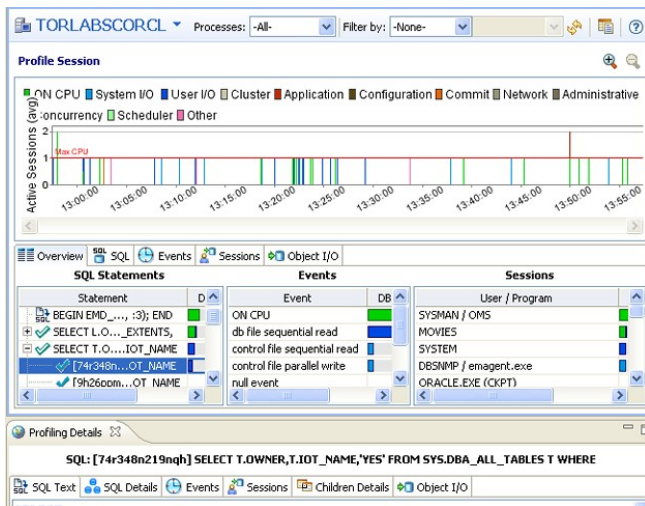 TORLABSCORCL Processes: -All- Filter by: -None-
Profile Session
ON CPU System I/O User I/O Cluster Application Configuration Commit Network Administrative
:oncurrency Scheduler Other
Active Sessions (avg)
2
Max CPU
1
0
13:00:00 13:05:00 13:10:00 13:15:00 13:20:00 13:25:00 13:30:00 13:35:00 13:40:00 13:45:00 13:50:00 13:55:00
Overview SQL Events Sessions Object I/O
SQL Statements Events Sessions
Statement D Event DB User / Program
BEGIN EMD_..., :3); END ON CPU SYSMAN / OMS
SELECT L.O..._EXTENTS, db file sequential read MOVIES
SELECT T.O....IOT_NAME control file sequential read SYSTEM
[74r348n...OT_NAME control file parallel write DBSNMP / emagent.exe
[9h26ppm...OT_NAME null event ORACLE.EXE (CKPT)
Profiling Details
SQL: [74r348n219nqh] SELECT T.OWNER,T.IOT_NAME,'YES' FROM SYS.DBA_ALL_TABLES T WHERE
SQL Text SQL Details Events Sessions Children Details Object I/O